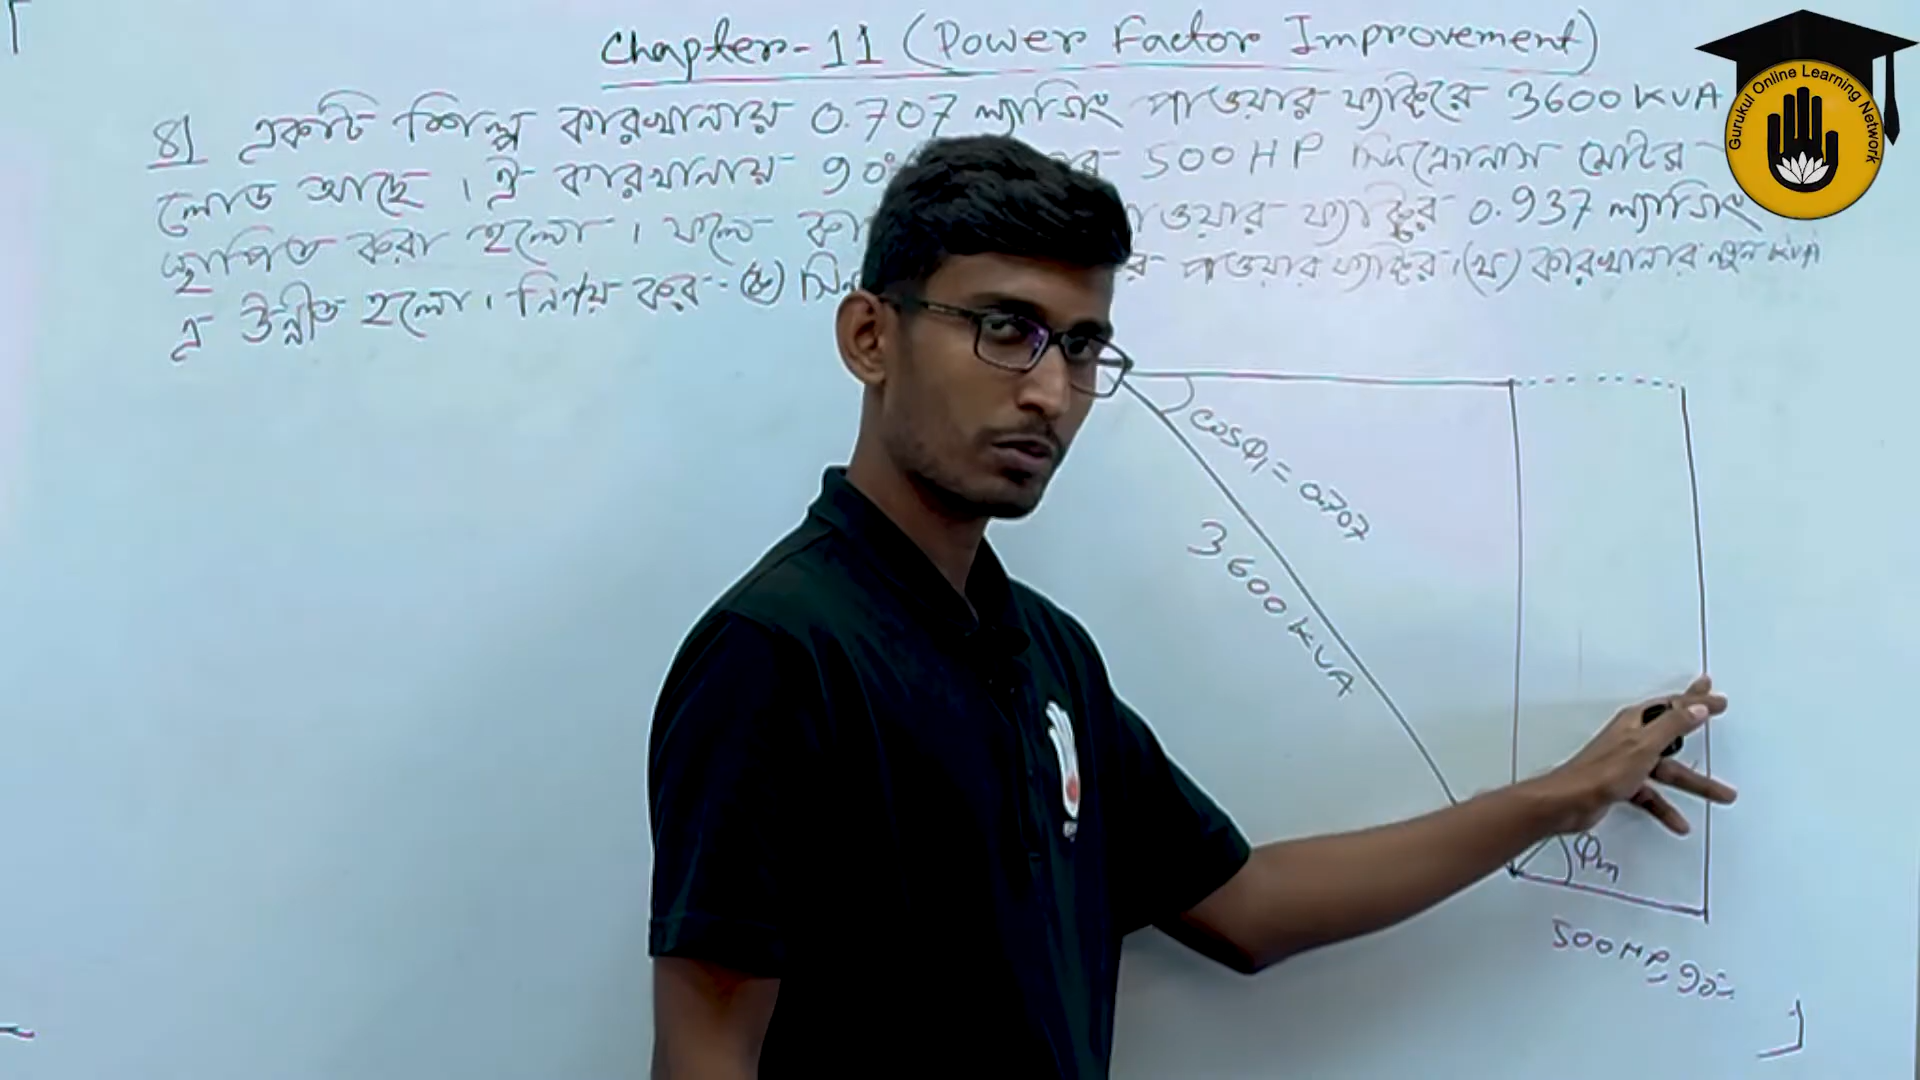 Chapter-11 (Power Factor Improvement)
৪) একটি শিল্প কারখানায় 0.707 ল্যাগিং পাওয়ার ফ্যাক্টরে 3600 KVA
লোড আছে । ঐ কারখানায় 500 HP সিনক্রোনাস মোটর
স্থাপিত করা হলো । ফলে পাওয়ার ফ্যাক্টর 0.937 ল্যাগিং
এ উন্নীত হলো । নির্ণয় কর- (ক) পাওয়ার ফ্যাক্টর । (খ) কারখানার নতুন KVA
cosφ₁ = 0.707
3600 KVA
φm
500 HP,
Gurukul Online Learning Network